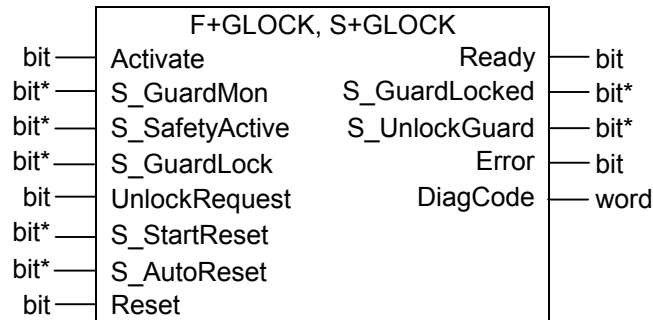 F+GLOCK, S+GLOCK
bit Activate Ready bit
bit* S_GuardMon S_GuardLocked bit*
bit* S_SafetyActive S_UnlockGuard bit*
bit* S_GuardLock Error bit
bit UnlockRequest DiagCode word
bit* S_StartReset
bit* S_AutoReset
bit Reset